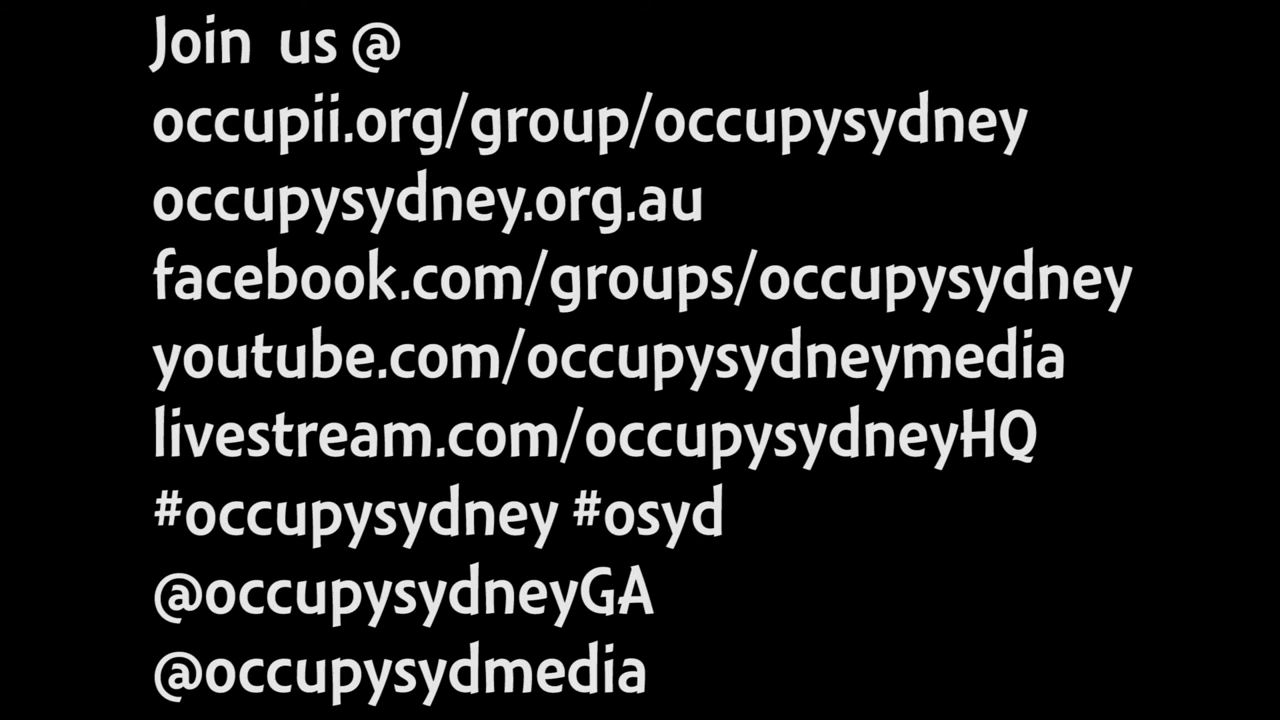 Join us @
occupii.org/group/occupysydney
occupysydney.org.au
facebook.com/groups/occupysydney
youtube.com/occupysydneymedia
livestream.com/occupysydneyHQ
#occupysydney #osyd
@occupysydneyGA
@occupysydmedia